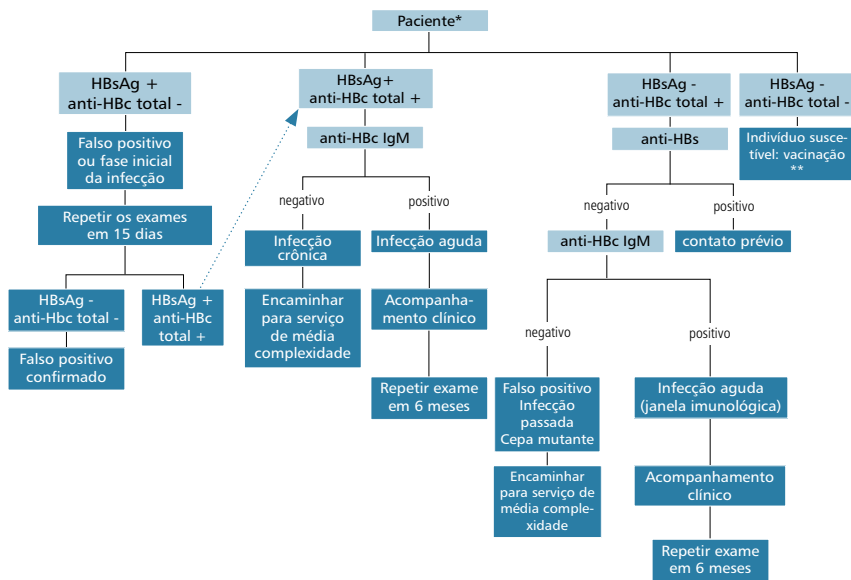 Paciente*
HBsAg +
anti-HBc total -
Falso positivo
ou fase inicial
da infecção
Repetir os exames
em 15 dias
HBsAg -
anti-Hbc total -
Falso positivo
confirmado
HBsAg +
anti-HBc
total +
HBsAg+
anti-HBc total +
anti-HBc IgM
negativo
positivo
Infecção
crônica
Encaminhar
para serviço
de média
complexidade
Infecção aguda
Acompanha-
mento clínico
Repetir exame
em 6 meses
HBsAg -
anti-HBc total +
anti-HBs
negativo
positivo
anti-HBc IgM
contato prévio
negativo
positivo
Falso positivo
Infecção
passada
Cepa mutante
Encaminhar
para serviço de
média comple-
xidade
Infecção aguda
(janela imunológica)
Acompanhamento
clínico
Repetir exame
em 6 meses
HBsAg -
anti-HBc total -
Indivíduo susce-
tível: vacinação
**